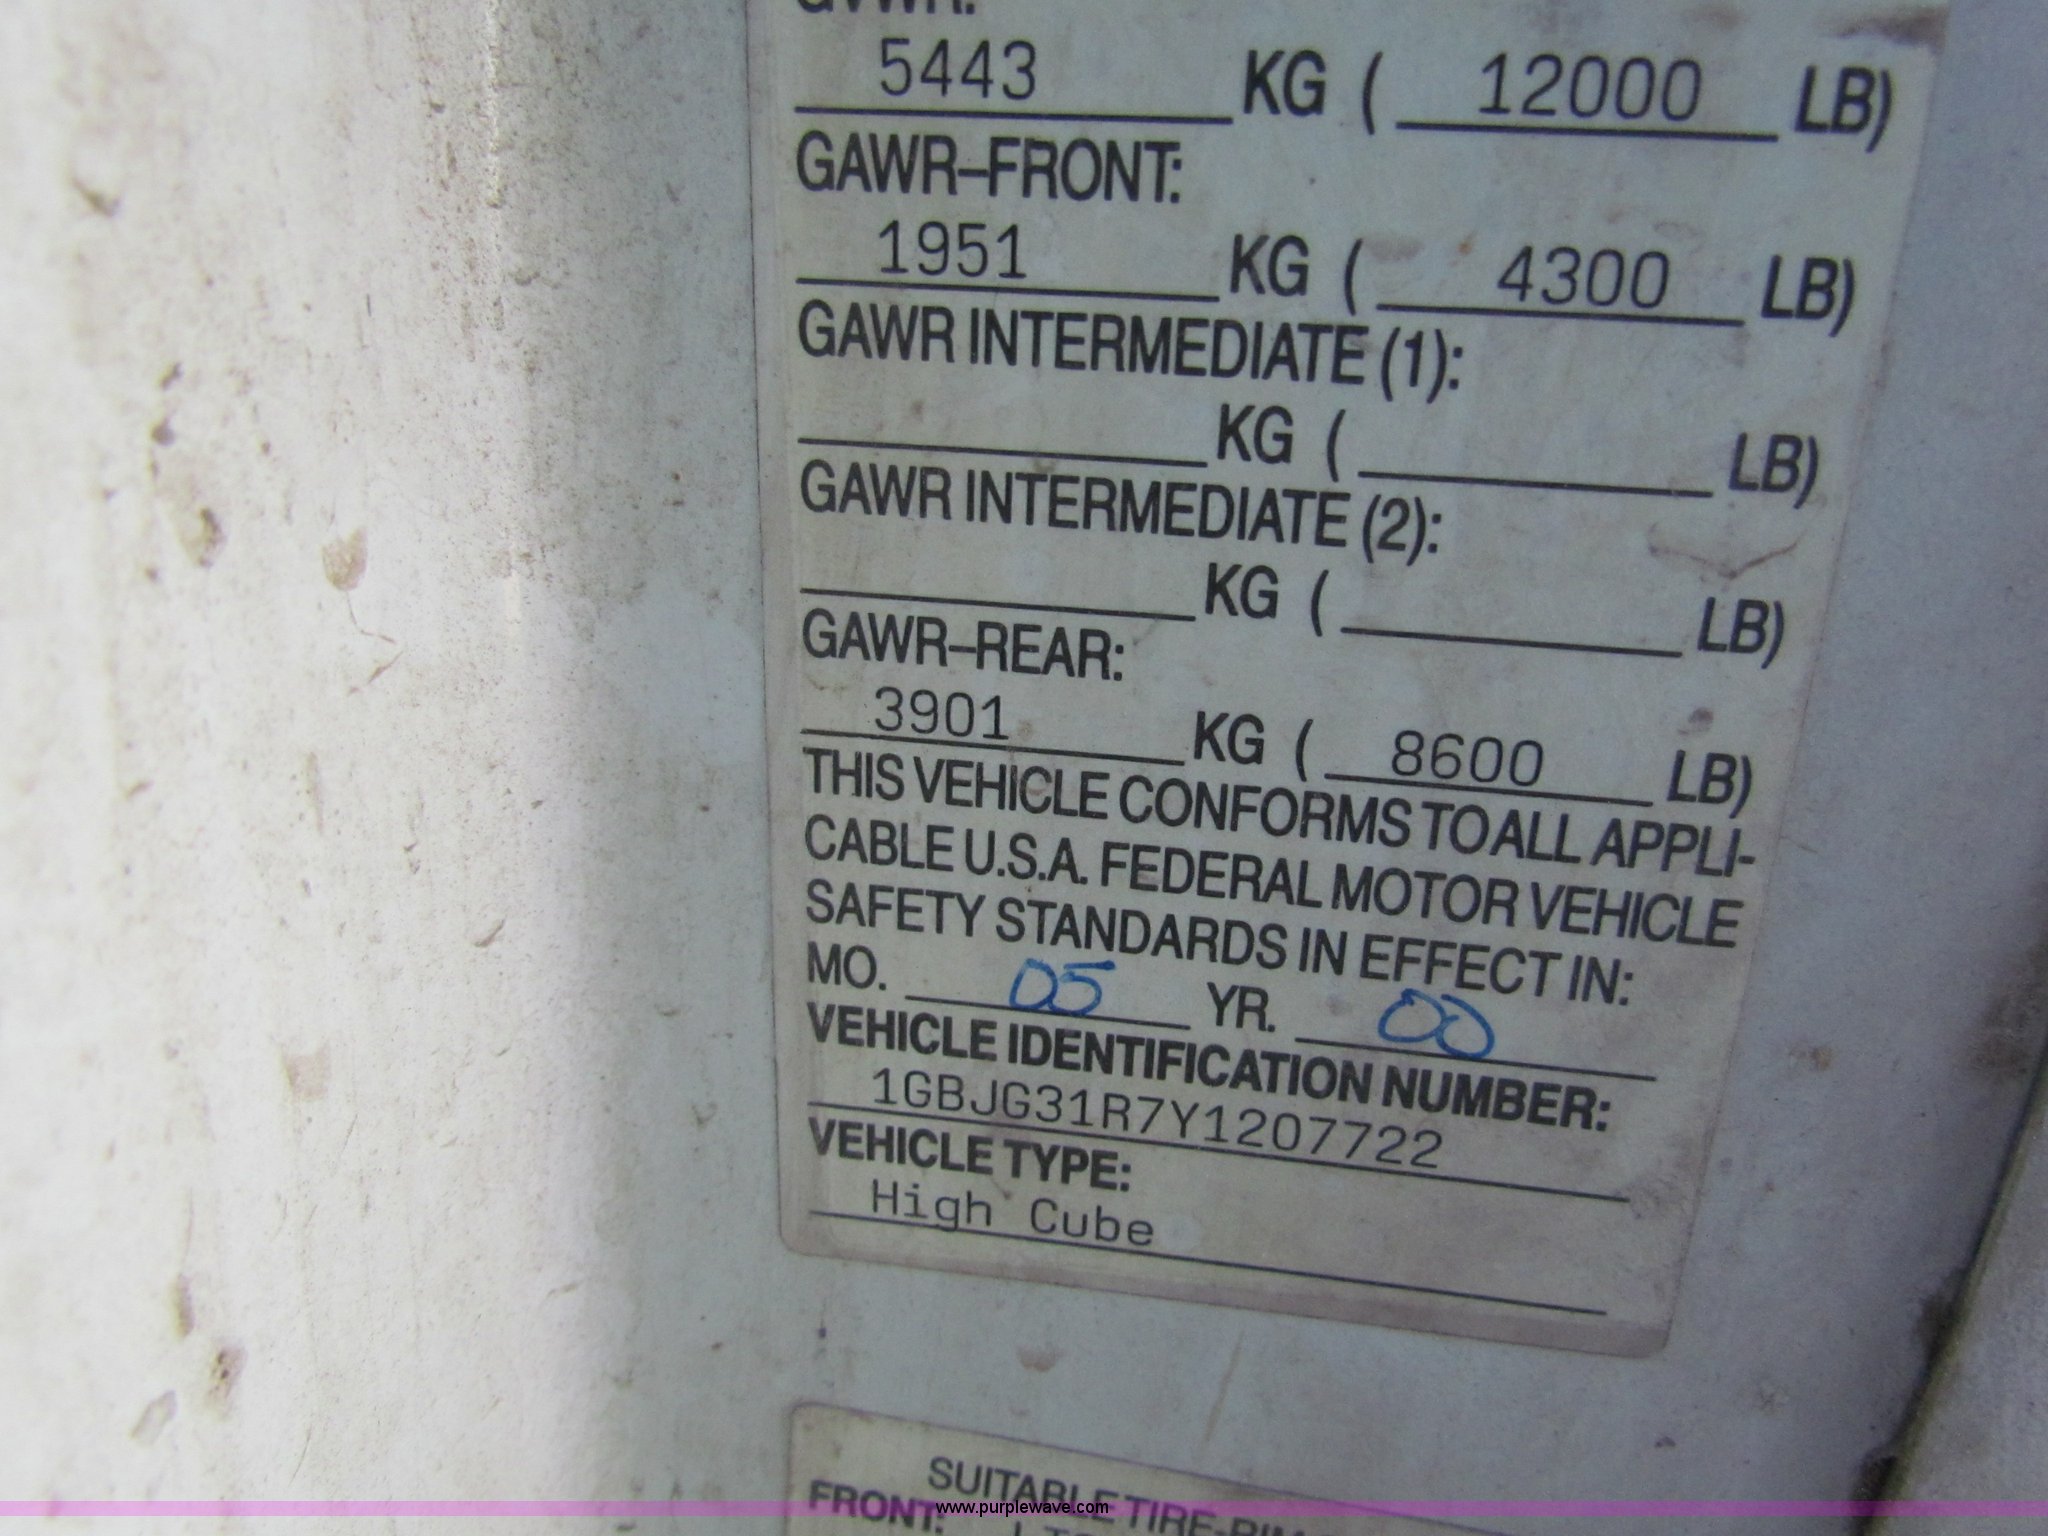 GVWR:
5443 KG ( 12000 LB)
GAWR-FRONT:
1951 KG ( 4300 LB)
GAWR INTERMEDIATE (1):
KG ( LB)
GAWR INTERMEDIATE (2):
KG ( LB)
GAWR-REAR:
3901 KG ( 8600 LB)
THIS VEHICLE CONFORMS TO ALL APPLI-
CABLE U.S.A. FEDERAL MOTOR VEHICLE
SAFETY STANDARDS IN EFFECT IN:
MO. 05 YR. 00
VEHICLE IDENTIFICATION NUMBER:
1GBJG31R7Y1207722
VEHICLE TYPE:
High Cube
SUITABLE TIRE-RIM
FRONT:
www.purplewave.com